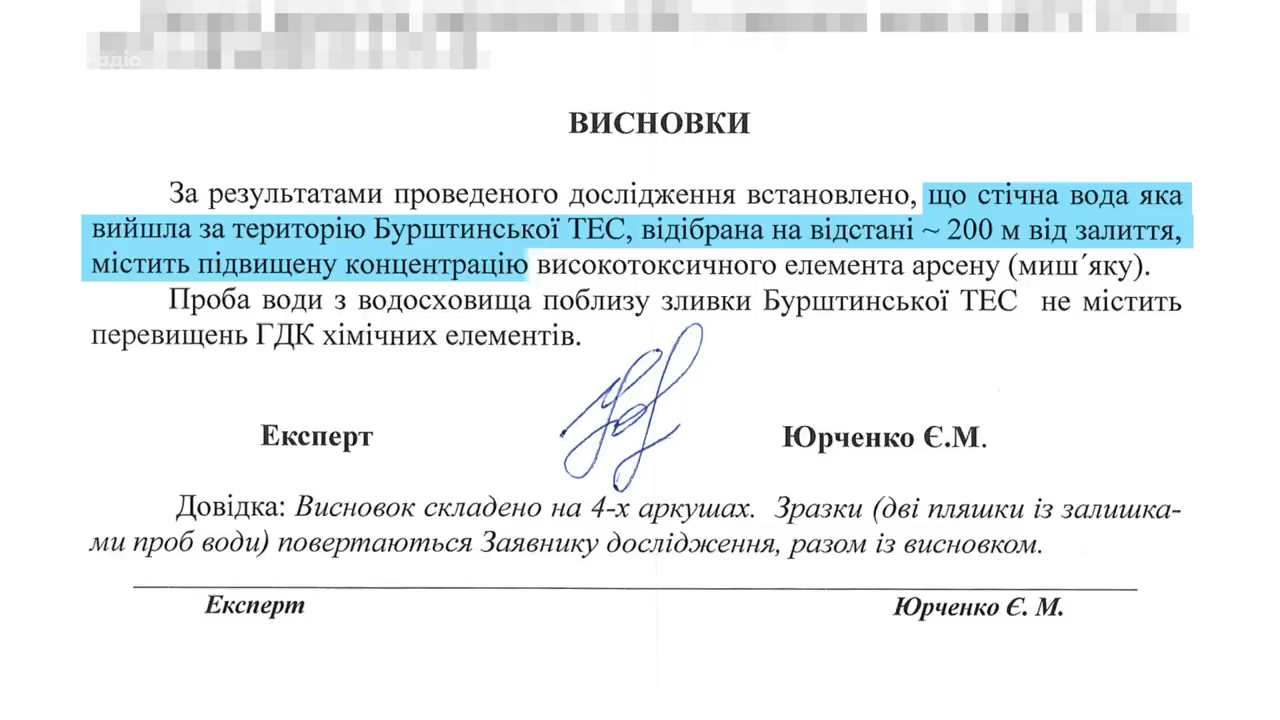 адіо
ВИСНОВКИ
За результатами проведеного дослідження встановлено, що стічна вода яка
вийшла за територію Бурштинської ТЕС, відібрана на відстані ~ 200 м від залиття,
містить підвищену концентрацію високотоксичного елемента арсену (миш´яку).
Проба води з водосховища поблизу зливки Бурштинської ТЕС не містить
перевищень ГДК хімічних елементів.
Експерт Юрченко Є.М.
Довідка: Висновок складено на 4-х аркушах. Зразки (дві пляшки із залишка-
ми проб води) повертаються Заявнику дослідження, разом із висновком.
Експерт Юрченко Є. М.